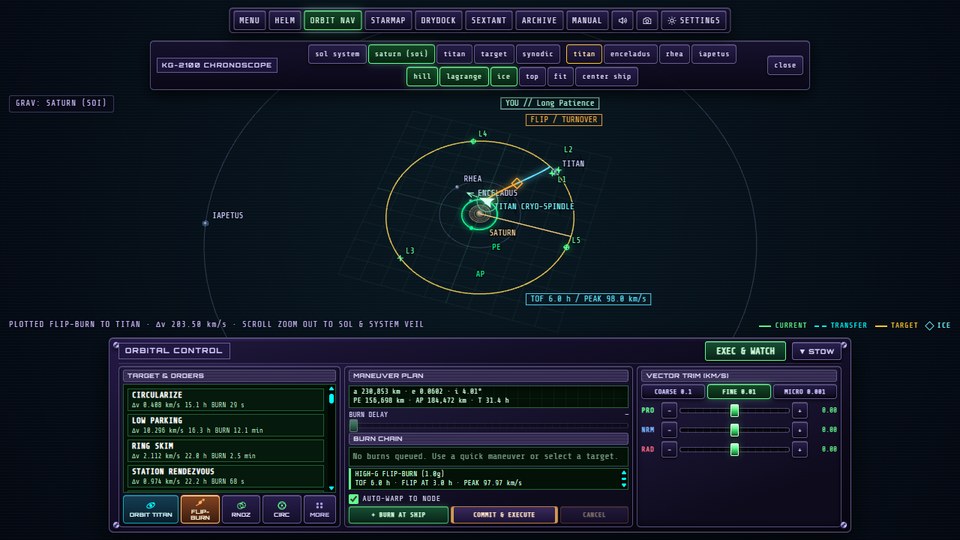 MENU HELM ORBIT NAV STARMAP DRYDOCK SEXTANT ARCHIVE MANUAL SETTINGS
KG-2100 CHRONOSCOPE
sol system saturn (soi) titan target synodic titan enceladus rhea iapetus
hill lagrange ice top fit center ship
close
GRAV: SATURN (SOI)
YOU // Long Patience
FLIP / TURNOVER
L4
L2
TITAN
L1
RHEA
ENCELADUS
TITAN CRYO-SPINDLE
IAPETUS
SATURN
L5
PE
L3
AP
TOF 6.0 h / PEAK 98.0 km/s
PLOTTED FLIP-BURN TO TITAN · Δv 203.50 km/s · SCROLL ZOOM OUT TO SOL & SYSTEM VEIL
CURRENT TRANSFER TARGET ICE
ORBITAL CONTROL
EXEC & WATCH
▼ STOW
TARGET & ORDERS
CIRCULARIZE
Δv 0.408 km/s 15.1 h BURN 29 s
LOW PARKING
Δv 10.296 km/s 16.3 h BURN 12.1 min
RING SKIM
Δv 2.112 km/s 22.0 h BURN 2.5 min
STATION RENDEZVOUS
Δv 0.974 km/s 22.2 h BURN 68 s
ORBIT TITAN
FLIP-BURN
RNDZ
CIRC
MORE
MANEUVER PLAN
a 230,853 km · e 0.0602 · i 4.01°
PE 158,698 km · AP 184,472 km · T 31.4 h
BURN DELAY —
BURN CHAIN
No burns queued. Use a quick maneuver or select a target.
HIGH-G FLIP-BURN (1.0g)
TOF 6.0 h · FLIP AT 3.0 h · PEAK 97.97 km/s
AUTO-WARP TO NODE
+ BURN AT SHIP
COMMIT & EXECUTE
CANCEL
VECTOR TRIM (KM/S)
COARSE 0.1 FINE 0.01 MICRO 0.001
PRO - + 0.00
NRM - + 0.00
RAD - + 0.00